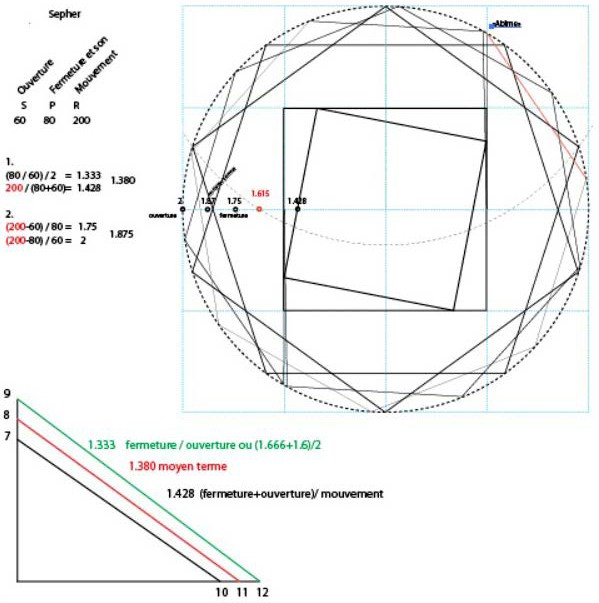 Sepher
Ouverture
Fermeture et son
Mouvement
S P R
60 80 200
1.
(80 / 60) / 2 = 1.333
200 / (80+60)= 1.428
1.380
2.
(200-60) / 80 = 1.75
(200-80) / 60 = 2
1.875
«Abîme»
moyen terme
2 1.87 1.75 1.615 1.428
ouverture fermeture
9
8
7
1.333 fermeture / ouverture ou (1.666+1.6)/2
1.380 moyen terme
1.428 (fermeture+ouverture)/ mouvement
10 11 12